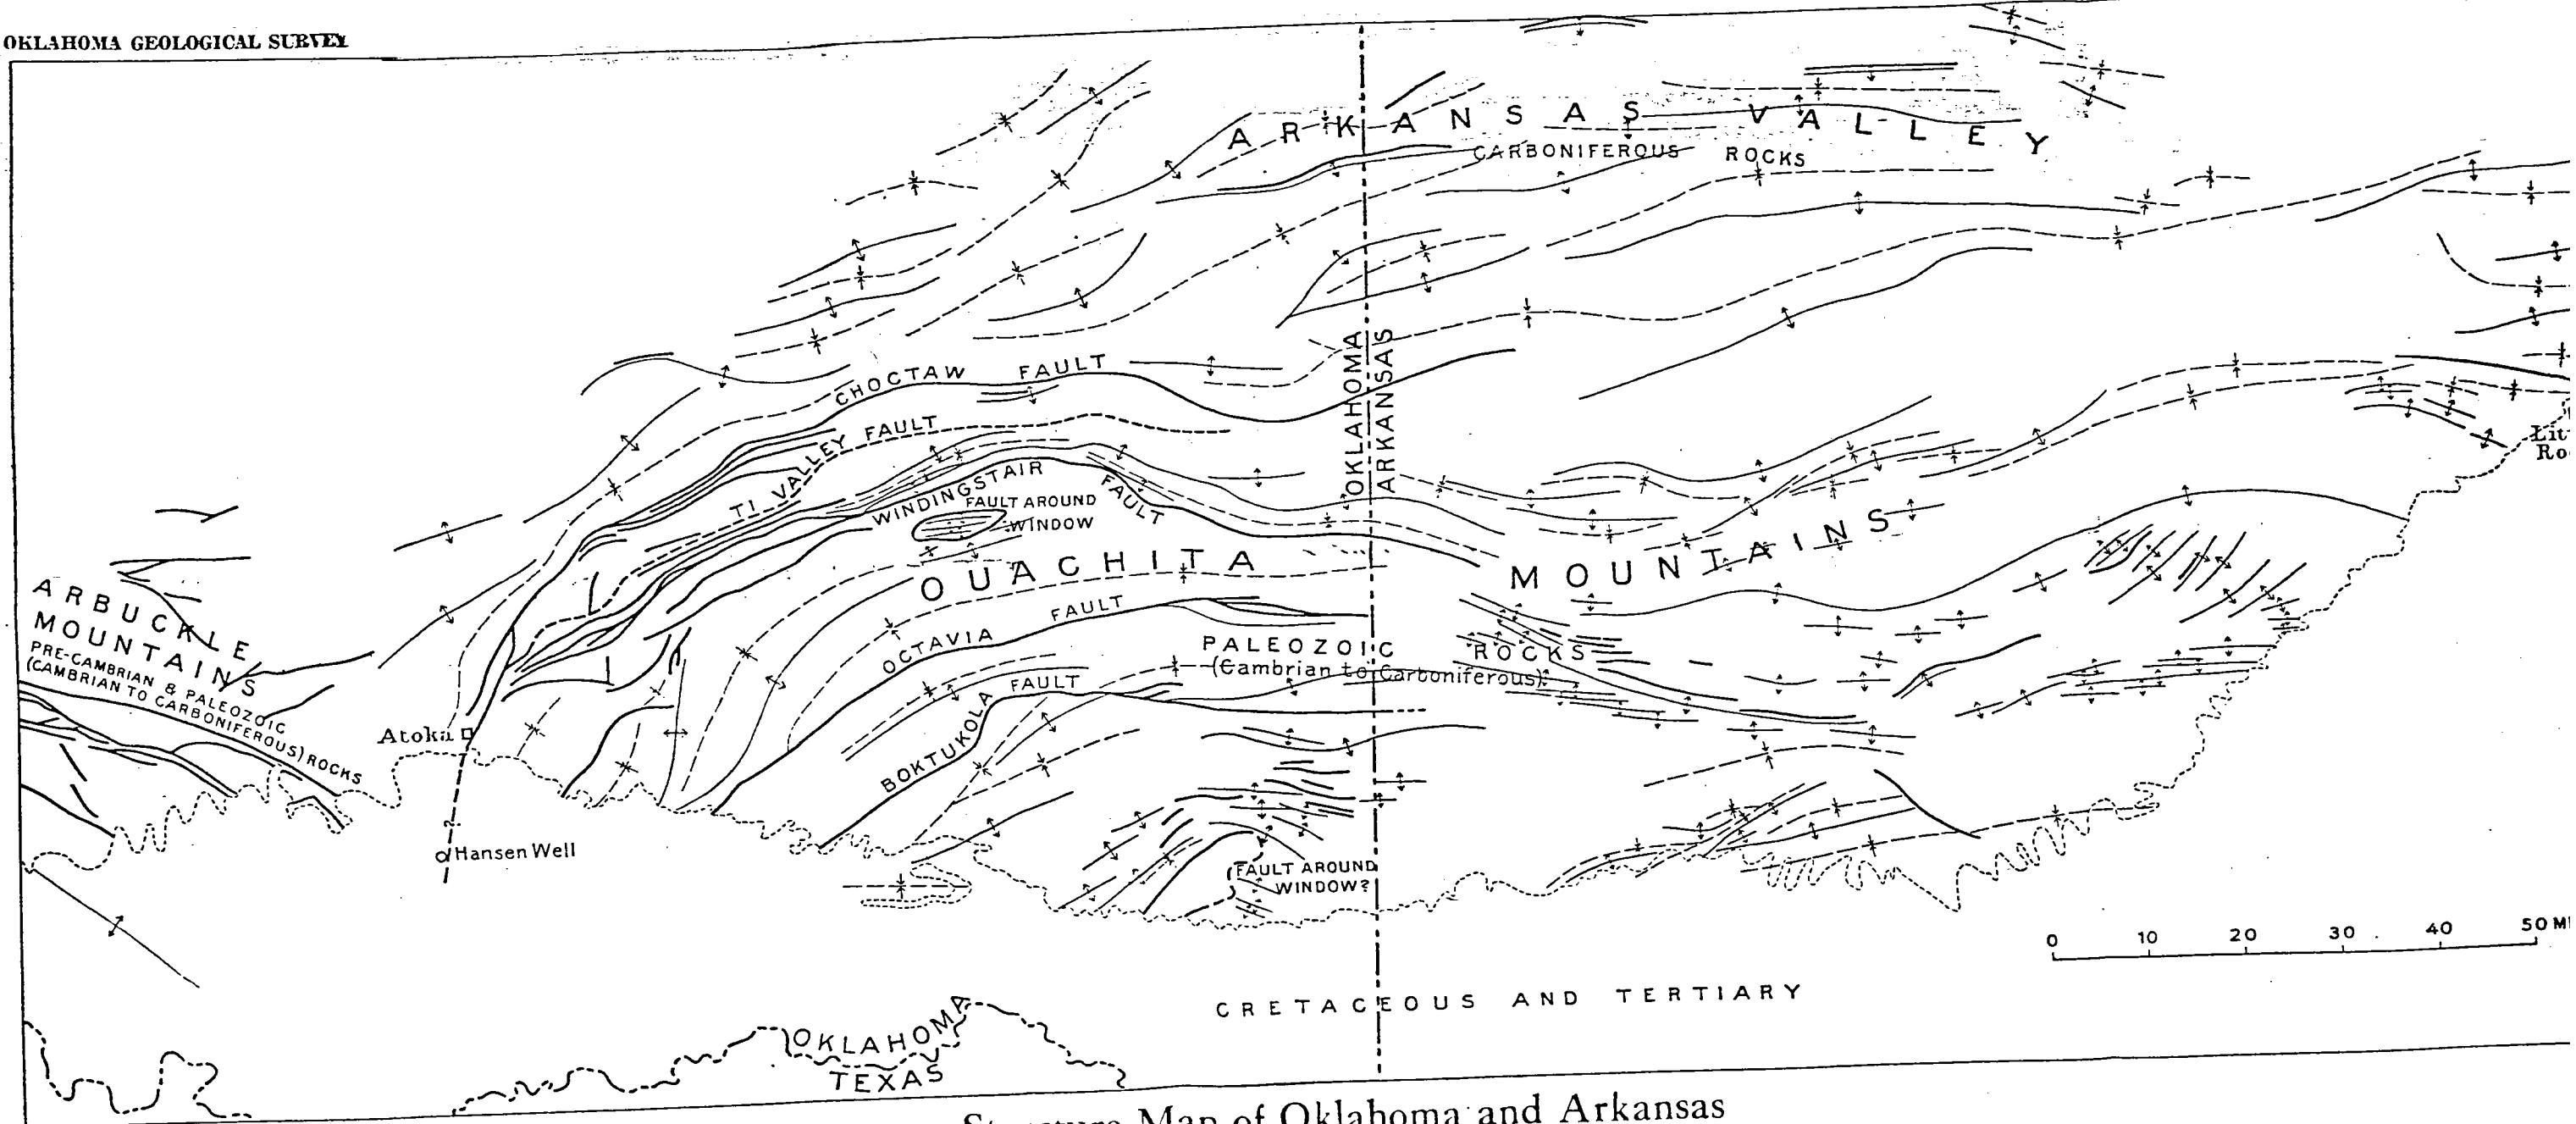 OKLAHOMA GEOLOGICAL SURVEY
ARKANSAS VALLEY
CARBONIFEROUS ROCKS
OKLAHOMA
ARKANSAS
CHOCTAW FAULT
TI VALLEY FAULT
WINDINGSTAIR FAULT
FAULT AROUND
WINDOW
OUACHITA MOUNTAINS
ARBUCKLE
MOUNTAINS
PRE-CAMBRIAN & PALEOZOIC
(CAMBRIAN TO CARBONIFEROUS) ROCKS
OCTAVIA FAULT
PALEOZOIC ROCKS
(Cambrian to Carboniferous)
BOKTUKOLA FAULT
Atoka
Hansen Well
FAULT AROUND
WINDOW?
0 10 20 30 40 50
CRETACEOUS AND TERTIARY
OKLAHOMA
TEXAS
Map of Oklahoma and Arkansas